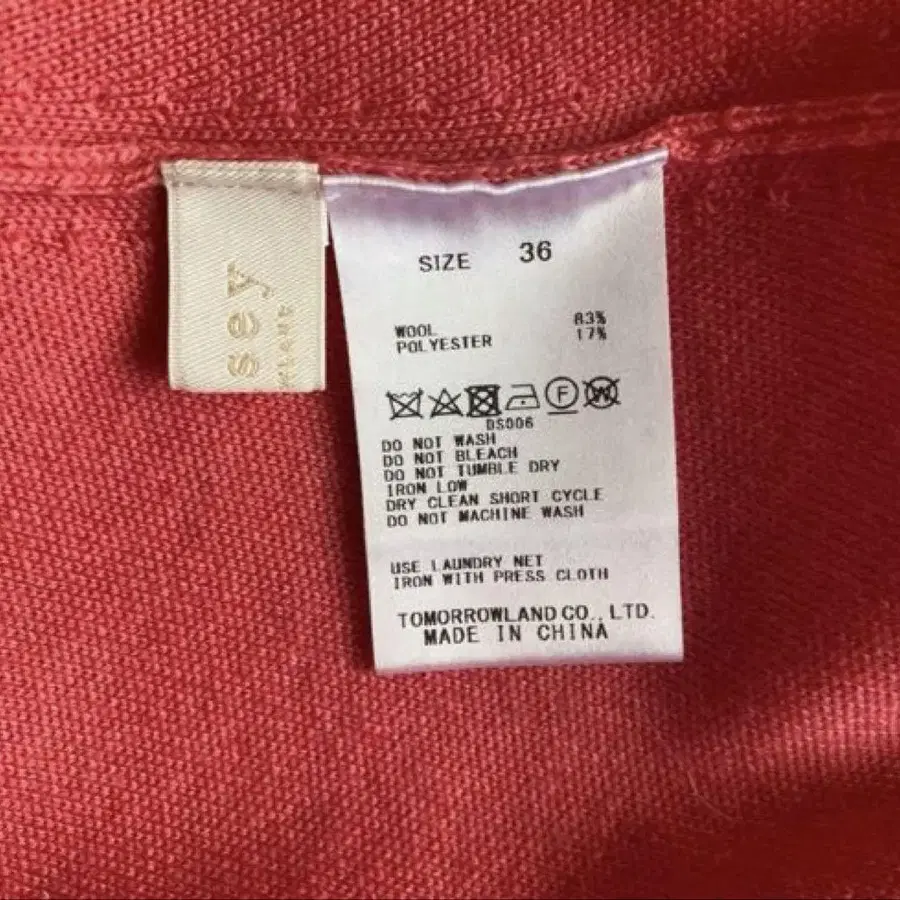 sey
SIZE 36
WOOL 83%
POLYESTER 17%
DS006
DO NOT WASH
DO NOT BLEACH
DO NOT TUMBLE DRY
IRON LOW
DRY CLEAN SHORT CYCLE
DO NOT MACHINE WASH
USE LAUNDRY NET
IRON WITH PRESS CLOTH
TOMORROWLAND CO., LTD.
MADE IN CHINA